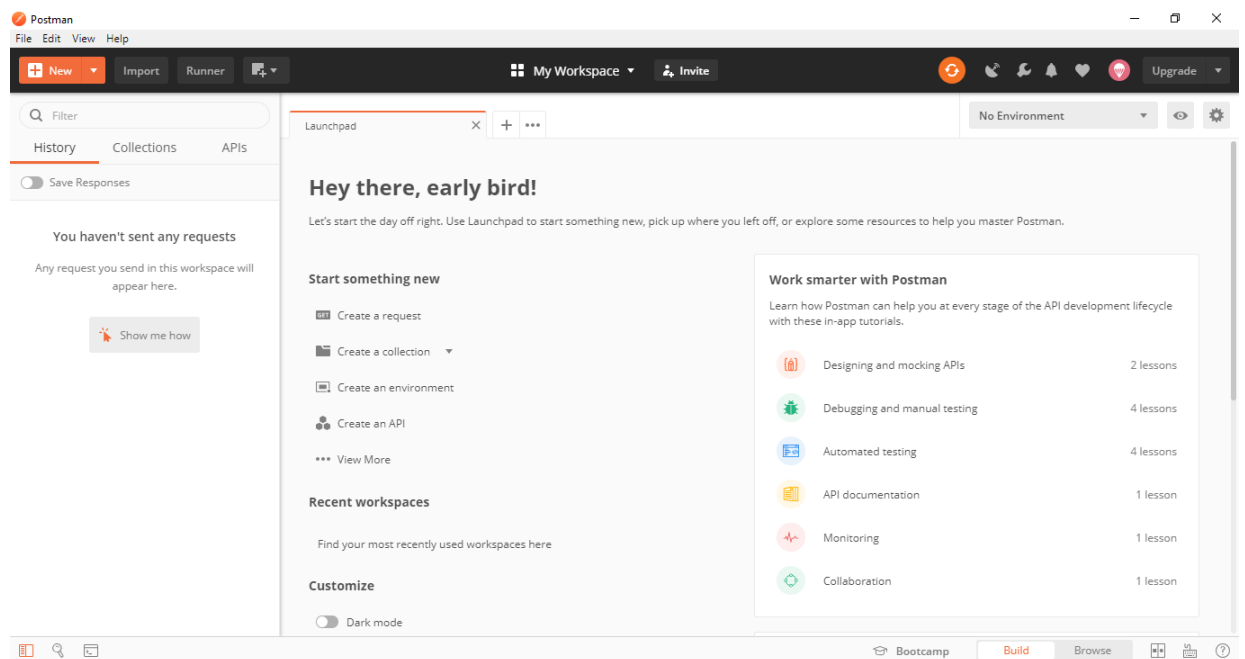 Postman
File Edit View Help
New Import Runner My Workspace Invite Upgrade
Filter
History Collections APIs
Save Responses
You haven't sent any requests
Any request you send in this workspace will
appear here.
Show me how
Launchpad
No Environment
Hey there, early bird!
Let's start the day off right. Use Launchpad to start something new, pick up where you left off, or explore some resources to help you master Postman.
Start something new
GET Create a request
Create a collection
Create an environment
Create an API
View More
Recent workspaces
Find your most recently used workspaces here
Customize
Dark mode
Work smarter with Postman
Learn how Postman can help you at every stage of the API development lifecycle
with these in-app tutorials.
Designing and mocking APIs 2 lessons
Debugging and manual testing 4 lessons
Automated testing 4 lessons
API documentation 1 lesson
Monitoring 1 lesson
Collaboration 1 lesson
Bootcamp Build Browse